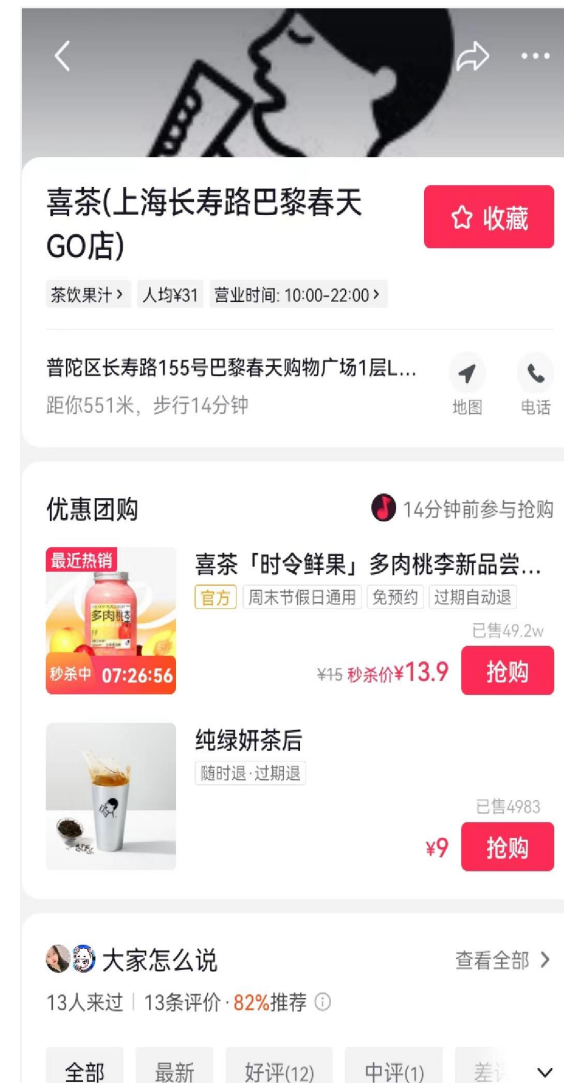 喜茶(上海长寿路巴黎春天
GO店)
收藏
茶饮果汁
人均¥31
营业时间: 10:00-22:00
普陀区长寿路155号巴黎春天购物广场1层L...
距你551米，步行14分钟
地图
电话
优惠团购
14分钟前参与抢购
最近热销
多肉桃李
秒杀中 07:26:56
喜茶「时令鲜果」多肉桃李新品尝...
官方 周末节假日通用 免预约 过期自动退
已售49.2w
¥15 秒杀价¥13.9
抢购
纯绿妍茶后
随时退·过期退
已售4983
¥9
抢购
大家怎么说
查看全部
13人来过 13条评价·82%推荐
全部
最新
好评(12)
中评(1)